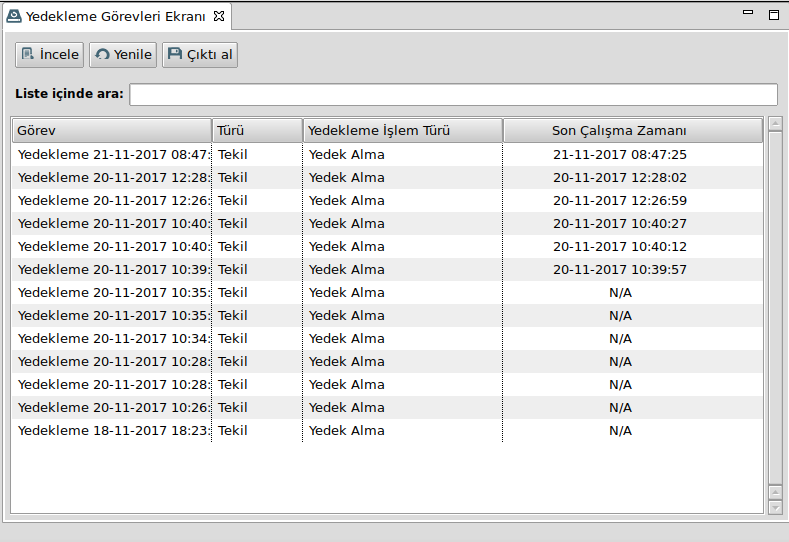 Yedekleme Görevleri Ekranı
İncele Yenile Çıktı al
Liste içinde ara:
Görev Türü Yedekleme İşlem Türü Son Çalışma Zamanı
Yedekleme 21-11-2017 08:47: Tekil Yedek Alma 21-11-2017 08:47:25
Yedekleme 20-11-2017 12:28: Tekil Yedek Alma 20-11-2017 12:28:02
Yedekleme 20-11-2017 12:26: Tekil Yedek Alma 20-11-2017 12:26:59
Yedekleme 20-11-2017 10:40: Tekil Yedek Alma 20-11-2017 10:40:27
Yedekleme 20-11-2017 10:40: Tekil Yedek Alma 20-11-2017 10:40:12
Yedekleme 20-11-2017 10:39: Tekil Yedek Alma 20-11-2017 10:39:57
Yedekleme 20-11-2017 10:35: Tekil Yedek Alma N/A
Yedekleme 20-11-2017 10:35: Tekil Yedek Alma N/A
Yedekleme 20-11-2017 10:34: Tekil Yedek Alma N/A
Yedekleme 20-11-2017 10:28: Tekil Yedek Alma N/A
Yedekleme 20-11-2017 10:28: Tekil Yedek Alma N/A
Yedekleme 20-11-2017 10:26: Tekil Yedek Alma N/A
Yedekleme 18-11-2017 18:23: Tekil Yedek Alma N/A